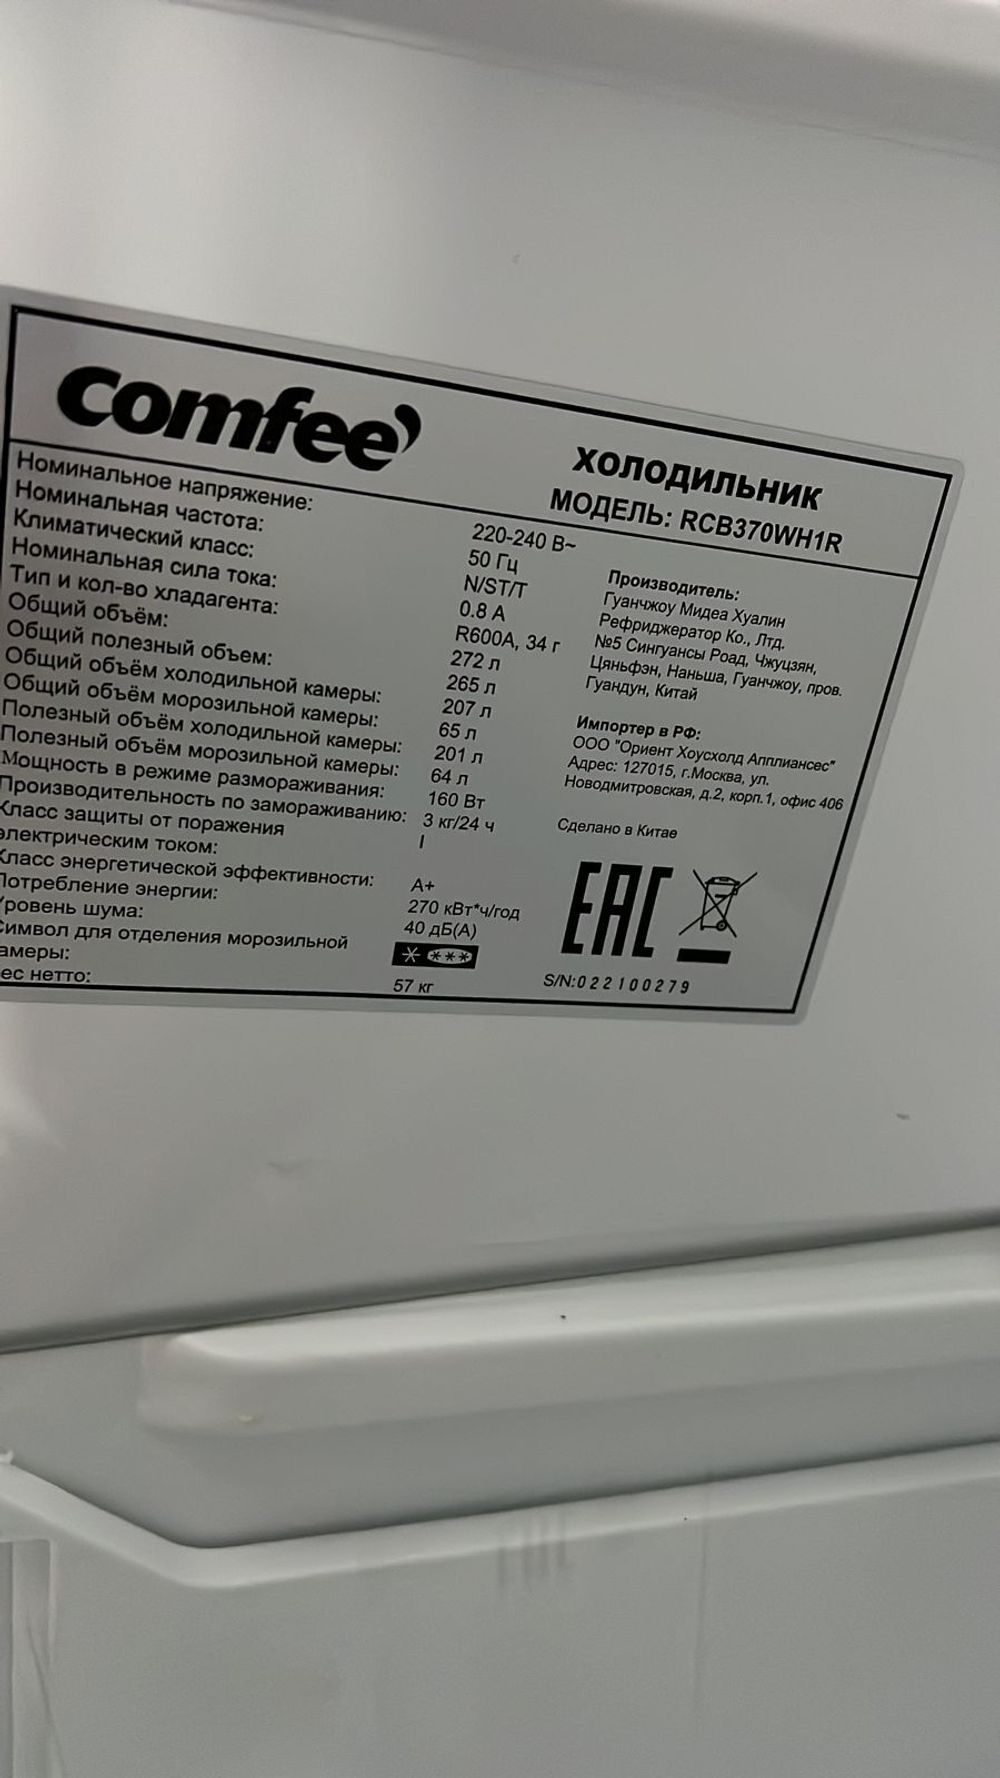 comfee'
ХОЛОДИЛЬНИК
МОДЕЛЬ: RCB370WH1R
Номинальное напряжение: 220-240 В~
Номинальная частота: 50 Гц
Климатический класс: N/ST/T
Номинальная сила тока: 0.8 А
Тип и кол-во хладагента: R600A, 34 г
Общий объём: 272 л
Общий полезный объем: 265 л
Общий объём холодильной камеры: 207 л
Общий объём морозильной камеры: 65 л
Полезный объём холодильной камеры: 201 л
Полезный объём морозильной камеры: 64 л
Мощность в режиме размораживания: 160 Вт
Производительность по замораживанию: 3 кг/24 ч
Класс защиты от поражения
электрическим током: I
Класс энергетической эффективности: A+
Потребление энергии: 270 кВт*ч/год
Уровень шума: 40 дБ(А)
Символ для отделения морозильной
амеры:
ес нетто: 57 кг
Производитель:
Гуанчжоу Мидеа Хуалин
Рефриджератор Ко., Лтд.
№5 Сингуансы Роад, Чжуцзян,
Цяньфэн, Наньша, Гуанчжоу, пров.
Гуандун, Китай
Импортер в РФ:
ООО "Ориент Хоусхолд Апплиансес"
Адрес: 127015, г.Москва, ул.
Новодмитровская, д.2, корп.1, офис 406
Сделано в Китае
EAC
S/N:022100279